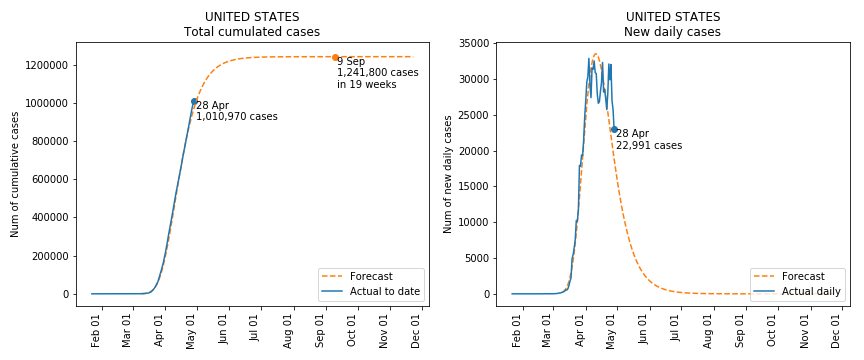 UNITED STATES
Total cumulated cases
Num of cumulative cases
1200000
1000000
800000
600000
400000
200000
0
9 Sep
1,241,800 cases
in 19 weeks
28 Apr
1,010,970 cases
Forecast
Actual to date
Feb 01
Mar 01
Apr 01
May 01
Jun 01
Jul 01
Aug 01
Sep 01
Oct 01
Nov 01
Dec 01
UNITED STATES
New daily cases
Num of new daily cases
35000
30000
25000
20000
15000
10000
5000
0
28 Apr
22,991 cases
Forecast
Actual daily
Feb 01
Mar 01
Apr 01
May 01
Jun 01
Jul 01
Aug 01
Sep 01
Oct 01
Nov 01
Dec 01